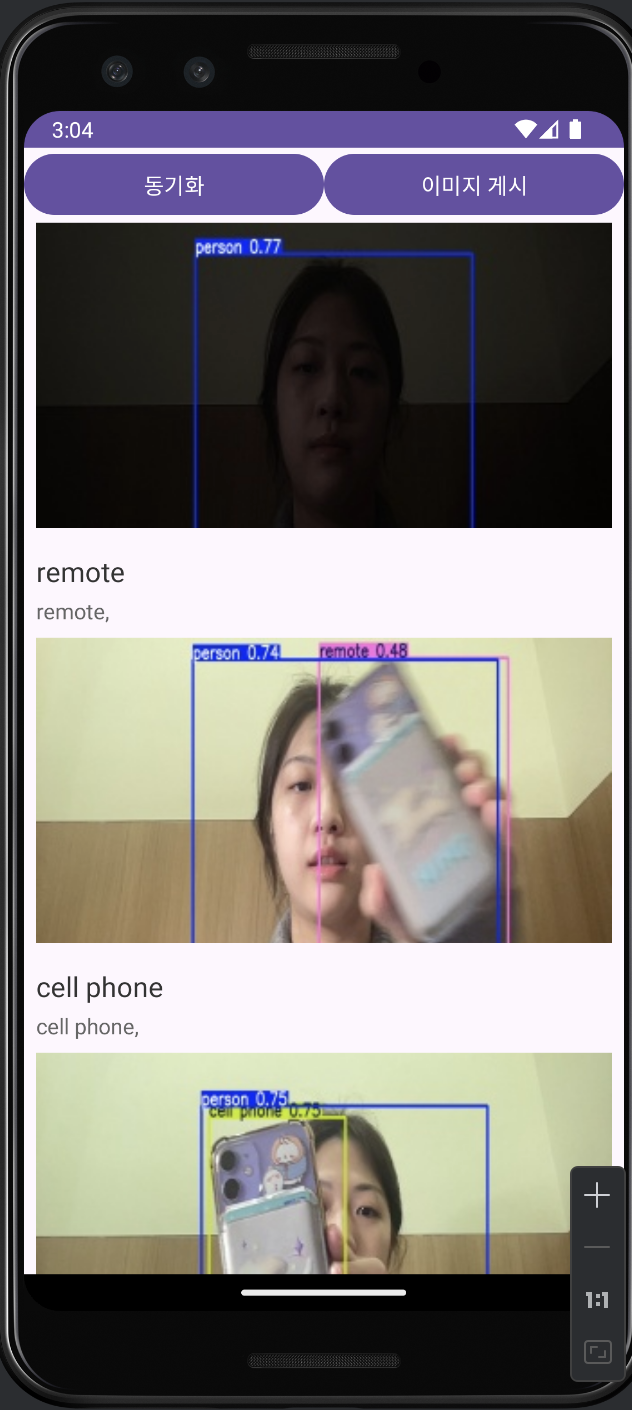 3:04
동기화 이미지 게시
person 0.77
remote
remote,
person 0.74 remote 0.48
cell phone
cell phone,
person 0.75
cell phone 0.75
1:1